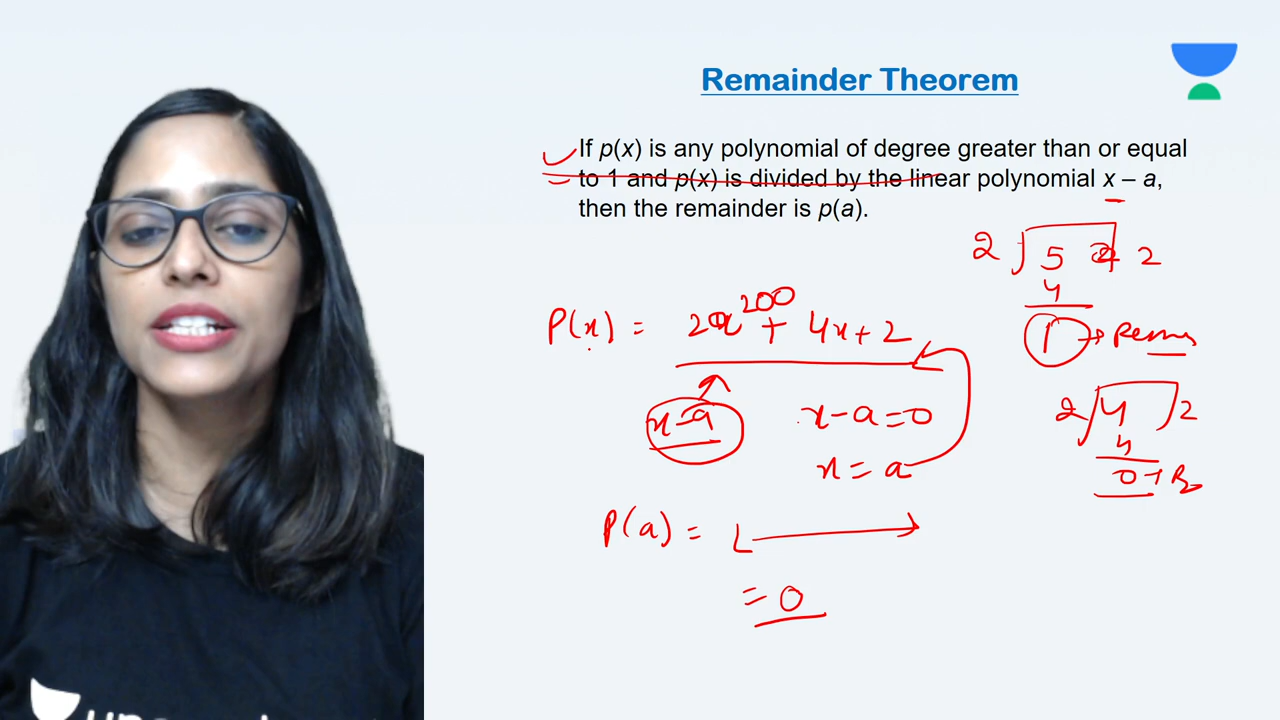 Remainder Theorem
If p(x) is any polynomial of degree greater than or equal
to 1 and p(x) is divided by the linear polynomial x – a,
then the remainder is p(a).
2 ) 5 2
4
1 →
P(x) = 2x^200 + 4x + 2
x-a
x-a=0
x = a
2 ) 4 ) 2
4
0 →
P(a) =
= 0